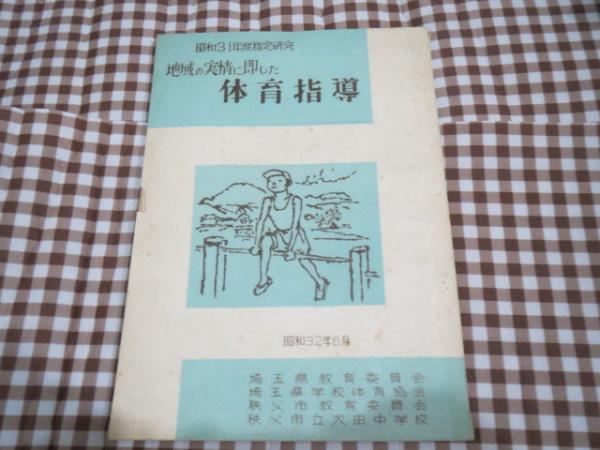 昭和31年度指定研究
地域の実情に即した
体育指導
昭和32年6月
埼玉県教育委員会
埼玉県学校体育協会
秩父市教育委員会
秩父市立大田中学校